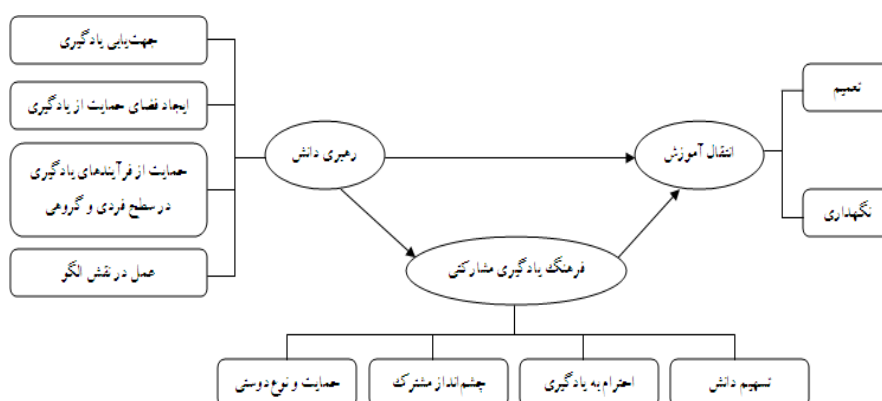 جهت‌یابی یادگیری
ایجاد فضای حمایت از یادگیری
حمایت از فرآیندهای یادگیری
در سطح فردی و گروهی
عمل در نقش الگو
رهبری دانش
انتقال آموزش
تعمیم
نگهداری
فرهنگ یادگیری مشارکتی
تسهیم دانش
احترام به یادگیری
چشم‌انداز مشترک
حمایت و نوع دوستی